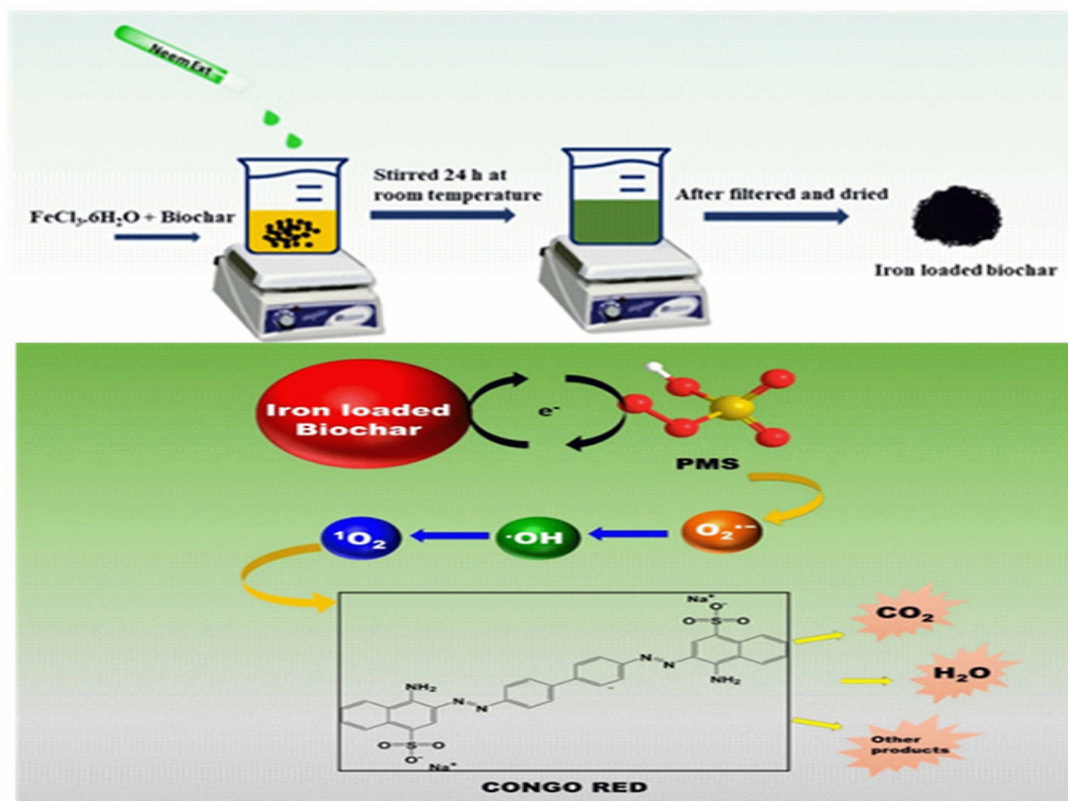 Neem Ext
FeCl₃.6H₂O + Biochar
Stirred 24 h at
room temperature
After filtered and dried
Iron loaded biochar
Iron loaded
Biochar
e⁻
PMS
¹O₂
·OH
O₂•⁻
Na⁺
O⁻
O=S=O
N=N
NH₂
NH₂
N=N
O=S=O
O⁻
Na⁺
CO₂
H₂O
Other
products
CONGO RED